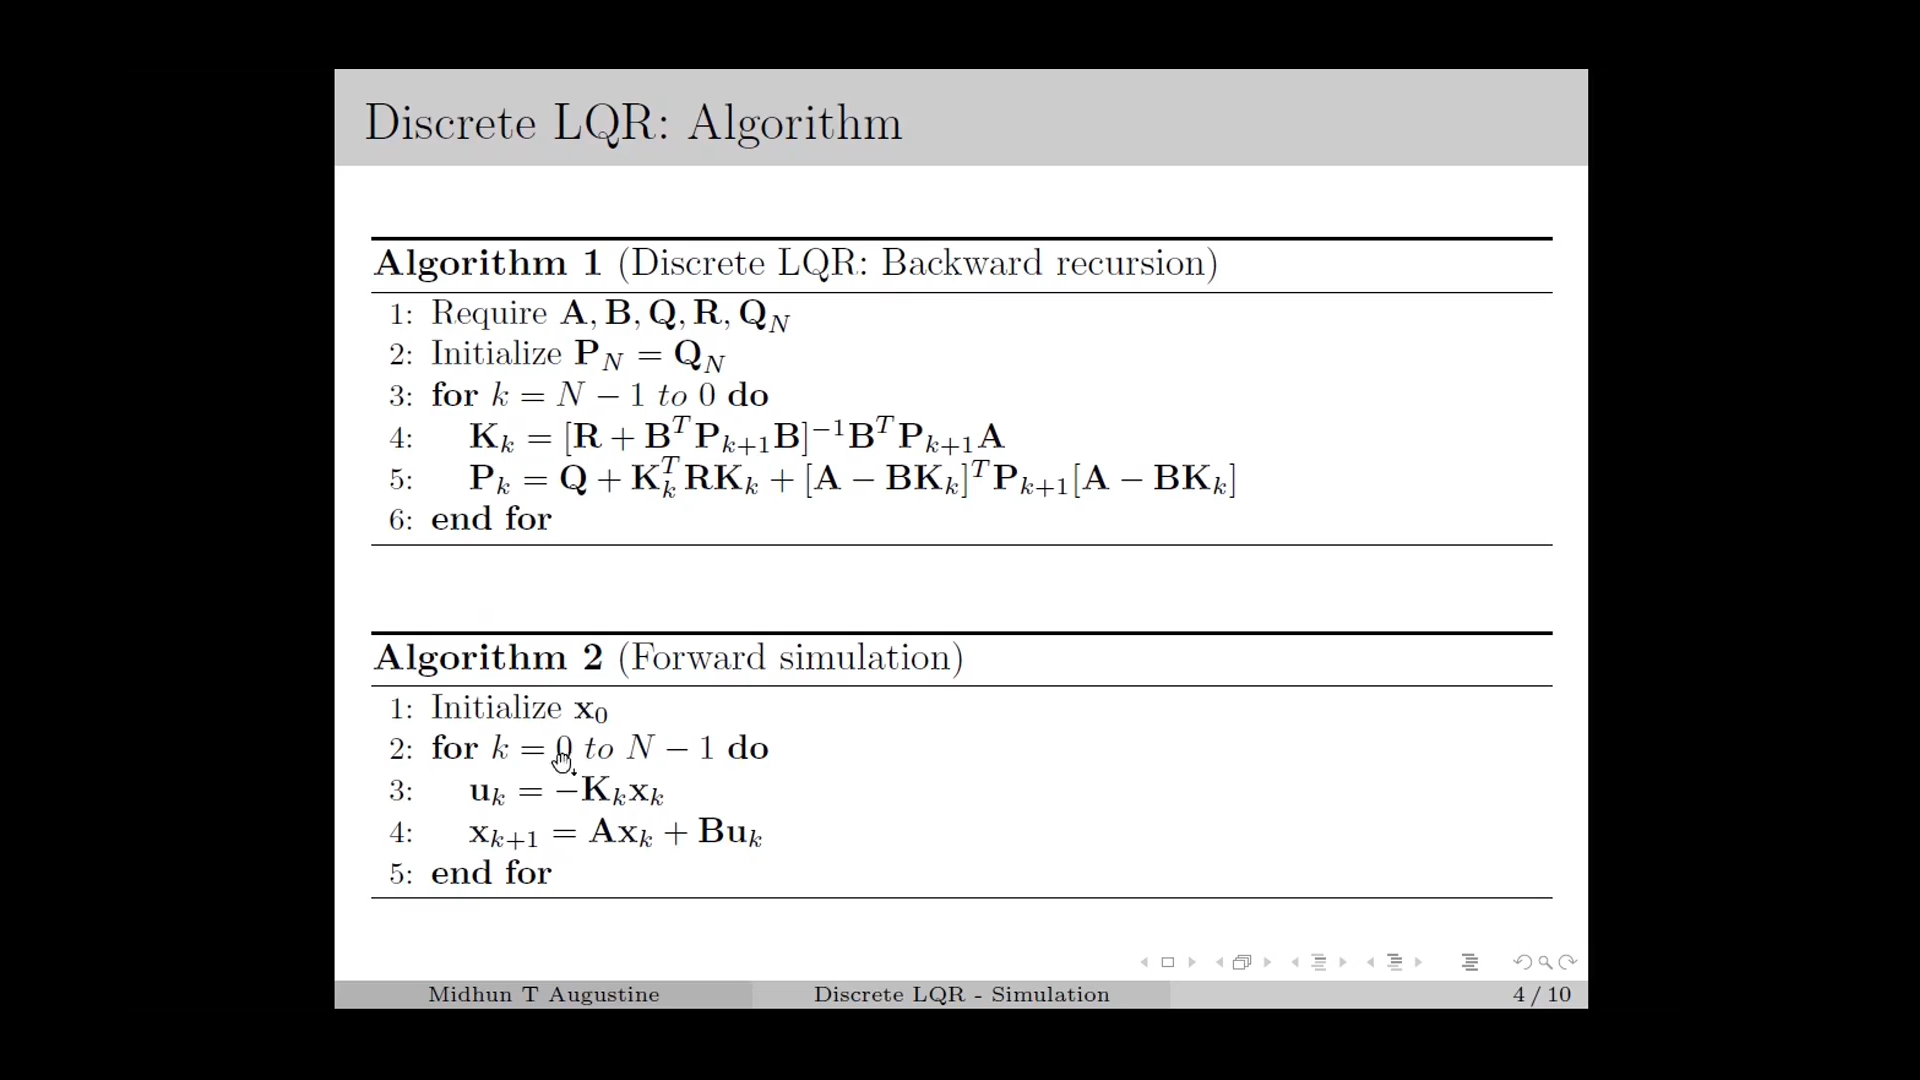 Discrete LQR: Algorithm
Algorithm 1 (Discrete LQR: Backward recursion)
1: Require A, B, Q, R, Q_N
2: Initialize P_N = Q_N
3: for k = N − 1 to 0 do
4: K_k = [R + B^T P_{k+1} B]^{−1} B^T P_{k+1} A
5: P_k = Q + K_k^T R K_k + [A − BK_k]^T P_{k+1} [A − BK_k]
6: end for
Algorithm 2 (Forward simulation)
1: Initialize x_0
2: for k = 0 to N − 1 do
3: u_k = −K_k x_k
4: x_{k+1} = Ax_k + Bu_k
5: end for
Midhun T Augustine Discrete LQR - Simulation 4 / 10